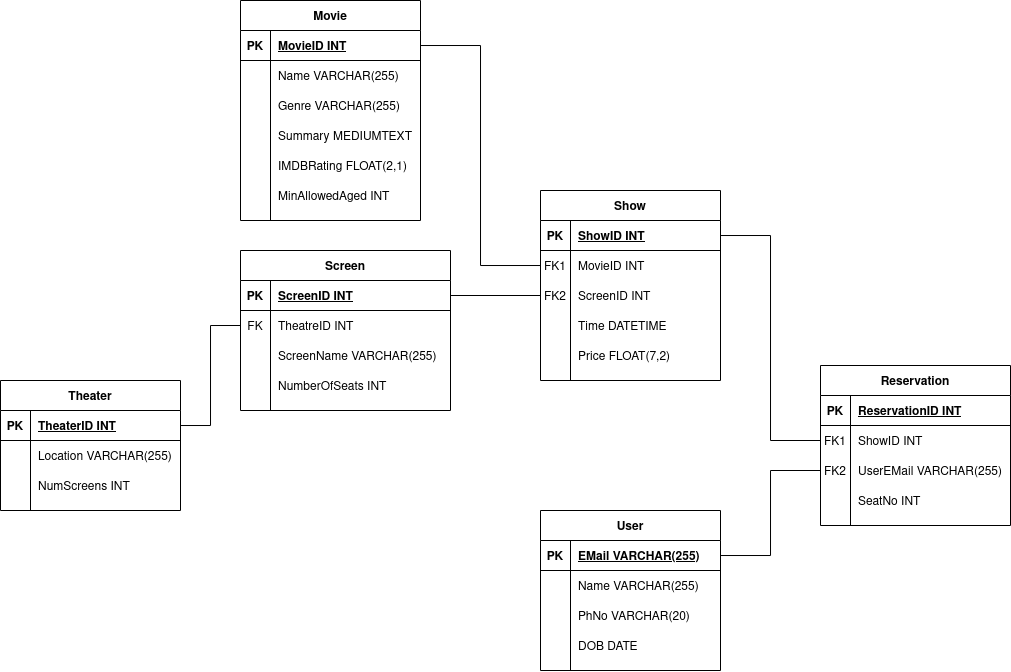 Movie
PK MovieID INT
Name VARCHAR(255)
Genre VARCHAR(255)
Summary MEDIUMTEXT
IMDBRating FLOAT(2,1)
MinAllowedAged INT
Screen
PK ScreenID INT
FK TheatreID INT
ScreenName VARCHAR(255)
NumberOfSeats INT
Theater
PK TheaterID INT
Location VARCHAR(255)
NumScreens INT
Show
PK ShowID INT
FK1 MovieID INT
FK2 ScreenID INT
Time DATETIME
Price FLOAT(7,2)
User
PK EMail VARCHAR(255)
Name VARCHAR(255)
PhNo VARCHAR(20)
DOB DATE
Reservation
PK ReservationID INT
FK1 ShowID INT
FK2 UserEMail VARCHAR(255)
SeatNo INT